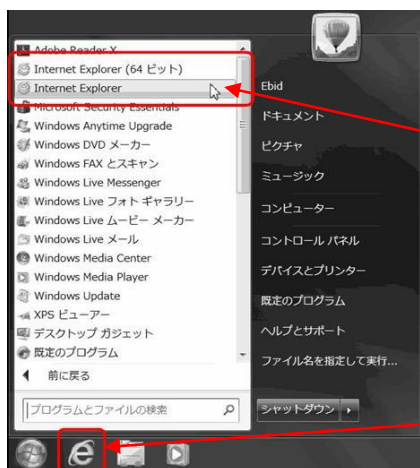 Adobe Reader X
Internet Explorer (64 ビット)
Internet Explorer
Microsoft Security Essentials
Windows Anytime Upgrade
Windows DVD メーカー
Windows FAX とスキャン
Windows Live Messenger
Windows Live フォト ギャラリー
Windows Live ムービー メーカー
Windows Live メール
Windows Media Center
Windows Media Player
Windows Update
XPS ビューアー
デスクトップ ガジェット
既定のプログラム
前に戻る
プログラムとファイルの検索
Ebid
ドキュメント
ピクチャ
ミュージック
コンピューター
コントロール パネル
デバイスとプリンター
既定のプログラム
ヘルプとサポート
ファイル名を指定して実行...
シャットダウン